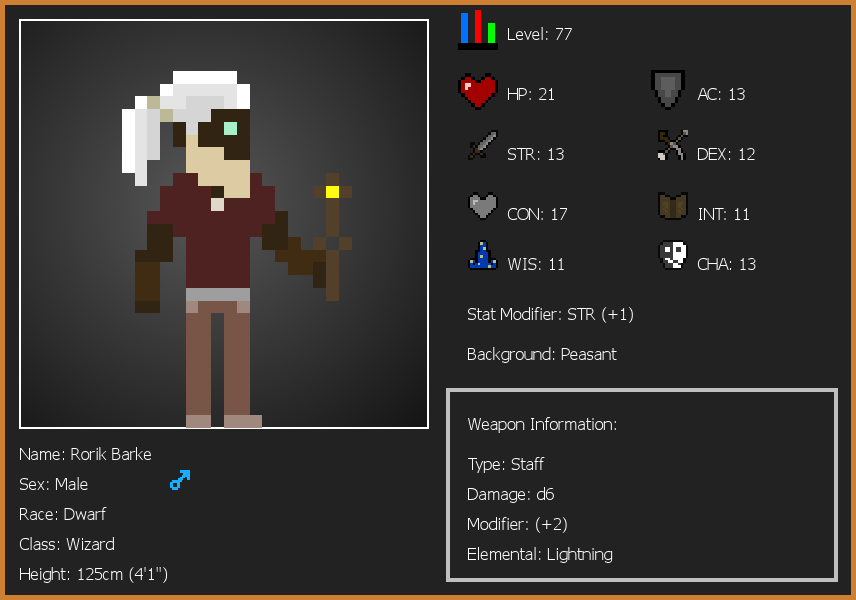 Level: 77
HP: 21
AC: 13
STR: 13
DEX: 12
CON: 17
INT: 11
WIS: 11
CHA: 13
Stat Modifier: STR (+1)
Background: Peasant
Weapon Information:
Type: Staff
Damage: d6
Modifier: (+2)
Elemental: Lightning
Name: Rorik Barke
Sex: Male
Race: Dwarf
Class: Wizard
Height: 125cm (4'1")